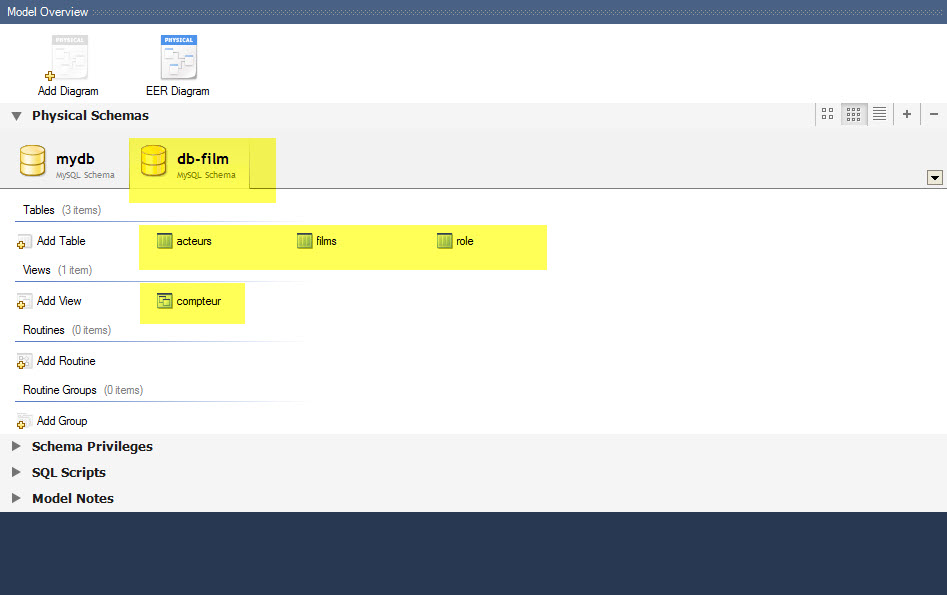 Model Overview
PHYSICAL PHYSICAL
Add Diagram EER Diagram
Physical Schemas
mydb db-film
MySQL Schema MySQL Schema
Tables (3 items)
Add Table acteurs films role
Views (1 item)
Add View compteur
Routines (0 items)
Add Routine
Routine Groups (0 items)
Add Group
Schema Privileges
SQL Scripts
Model Notes